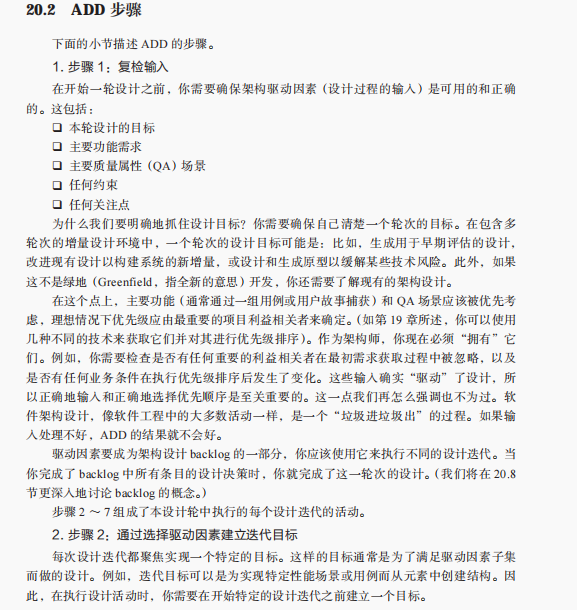 20.2 ADD 步骤
下面的小节描述 ADD 的步骤。
1. 步骤 1：复检输入
在开始一轮设计之前，你需要确保架构驱动因素（设计过程的输入）是可用的和正确
的。这包括：
❑ 本轮设计的目标
❑ 主要功能需求
❑ 主要质量属性（QA）场景
❑ 任何约束
❑ 任何关注点
为什么我们要明确地抓住设计目标？你需要确保自己清楚一个轮次的目标。在包含多
轮次的增量设计环境中，一个轮次的设计目标可能是：比如，生成用于早期评估的设计，
改进现有设计以构建系统的新增量，或设计和生成原型以缓解某些技术风险。此外，如果
这不是绿地（Greenfield，指全新的意思）开发，你还需要了解现有的架构设计。
在这个点上，主要功能（通常通过一组用例或用户故事捕获）和 QA 场景应该被优先考
虑，理想情况下优先级应由最重要的项目利益相关者来确定。（如第 19 章所述，你可以使用
几种不同的技术来获取它们并对其进行优先级排序）。作为架构师，你现在必须“拥有”它
们。例如，你需要检查是否有任何重要的利益相关者在最初需求获取过程中被忽略，以及
是否有任何业务条件在执行优先级排序后发生了变化。这些输入确实“驱动”了设计，所
以正确地输入和正确地选择优先顺序是至关重要的。这一点我们再怎么强调也不为过。软
件架构设计，像软件工程中的大多数活动一样，是一个“垃圾进垃圾出”的过程。如果输
入处理不好，ADD 的结果就不会好。
驱动因素要成为架构设计 backlog 的一部分，你应该使用它来执行不同的设计迭代。当
你完成了 backlog 中所有条目的设计决策时，你就完成了这一轮次的设计。（我们将在 20.8
节更深入地讨论 backlog 的概念。）
步骤 2 ～ 7 组成了本设计轮中执行的每个设计迭代的活动。
2. 步骤 2：通过选择驱动因素建立迭代目标
每次设计迭代都聚焦实现一个特定的目标。这样的目标通常是为了满足驱动因素子集
而做的设计。例如，迭代目标可以是为实现特定性能场景或用例而从元素中创建结构。因
此，在执行设计活动时，你需要在开始特定的设计迭代之前建立一个目标。